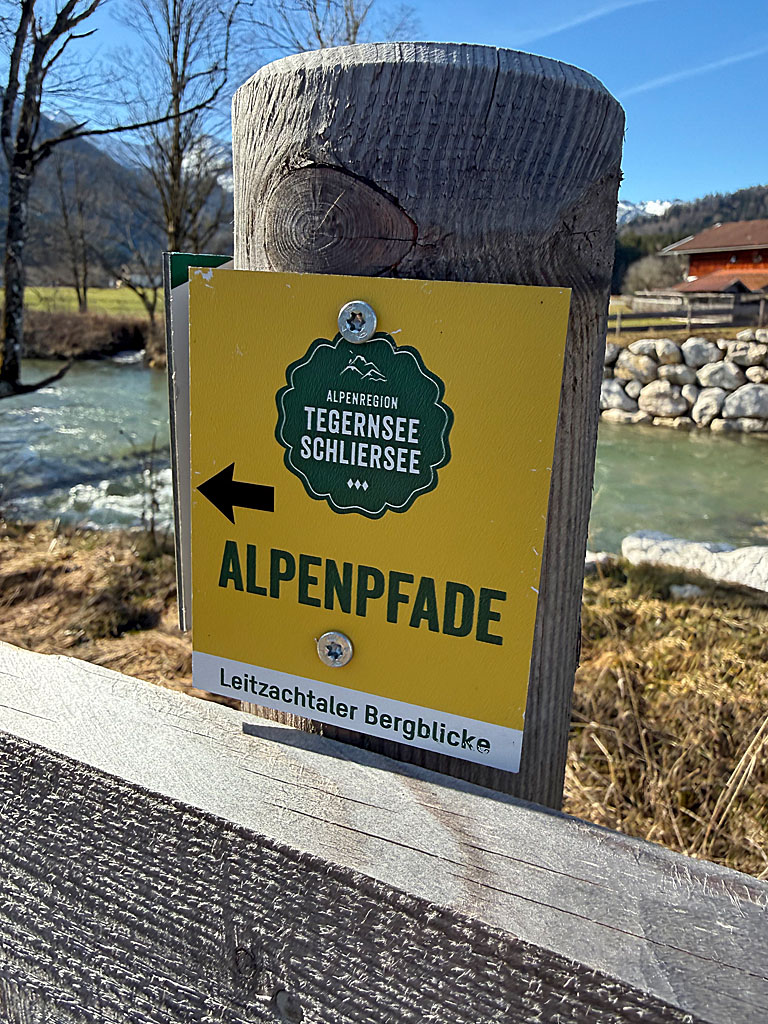 ALPENREGION
TEGERNSEE
SCHLIERSEE
ALPENPFADE
Leitzachtaler Bergblicke